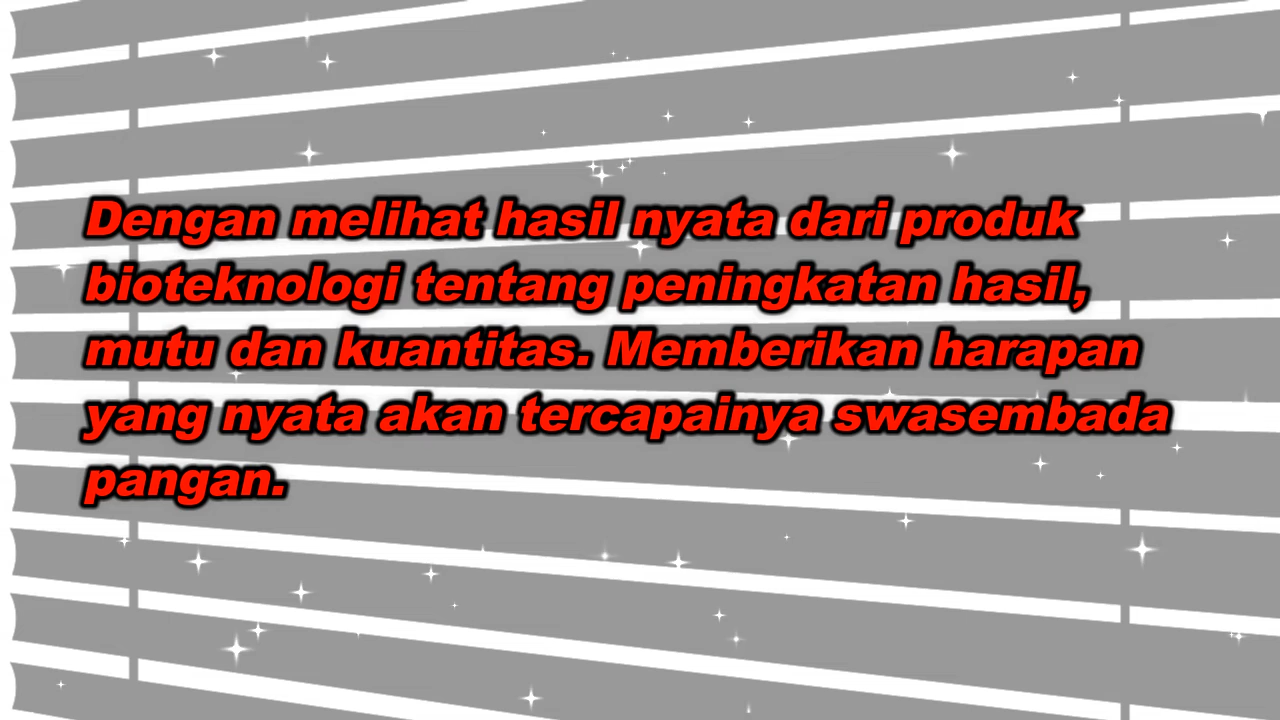 Dengan melihat hasil nyata dari produk
bioteknologi tentang peningkatan hasil,
mutu dan kuantitas. Memberikan harapan
yang nyata akan tercapainya swasembada
pangan.